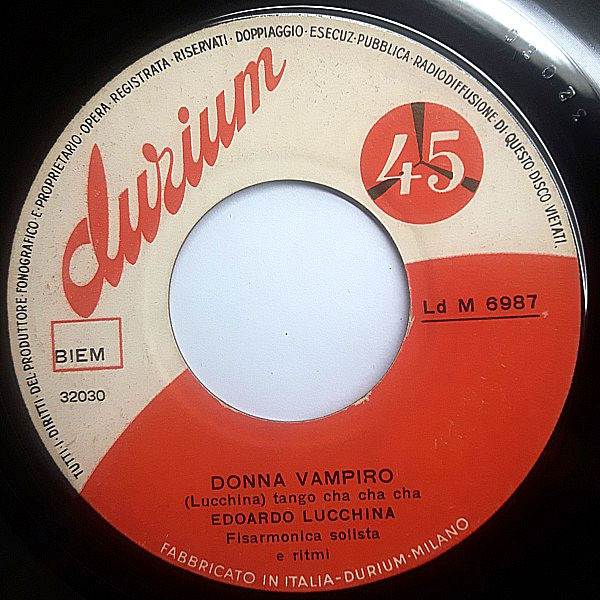 TUTTI·I·DIRITTI·DEL·PRODUTTORE·FONOGRAFICO·E·PROPRIETARIO·OPERA·REGISTRATA·RISERVATI·DOPPIAGGIO·ESECUZ·PUBBLICA·RADIODIFFUSIONE DI QUESTO DISCO VIETATI.
durium
45
32030
Ld M 6987
BIEM
32030
DONNA VAMPIRO
(Lucchina) tango cha cha cha
EDOARDO LUCCHINA
Fisarmonica solista
e ritmi
FABBRICATO IN ITALIA-DURIUM-MILANO